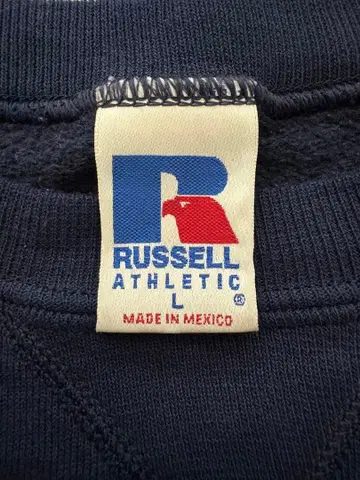 R
RUSSELL
ATHLETIC
L ®
MADE IN MEXICO